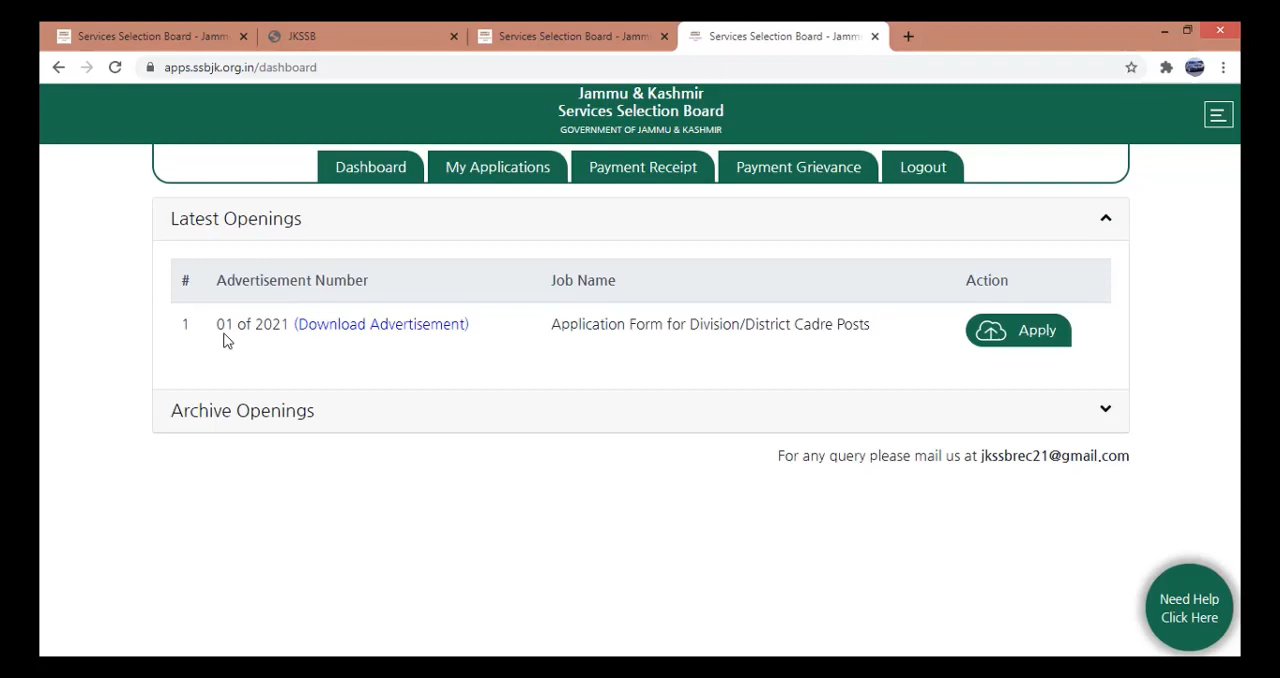 Services Selection Board - Jamm
JKSSB
Services Selection Board - Jamm
Services Selection Board - Jamm
apps.ssbjk.org.in/dashboard
Jammu & Kashmir
Services Selection Board
GOVERNMENT OF JAMMU & KASHMIR
Dashboard My Applications Payment Receipt Payment Grievance Logout
Latest Openings
# Advertisement Number Job Name Action
1 01 of 2021 (Download Advertisement) Application Form for Division/District Cadre Posts Apply
Archive Openings
For any query please mail us at jkssbrec21@gmail.com
Need Help
Click Here